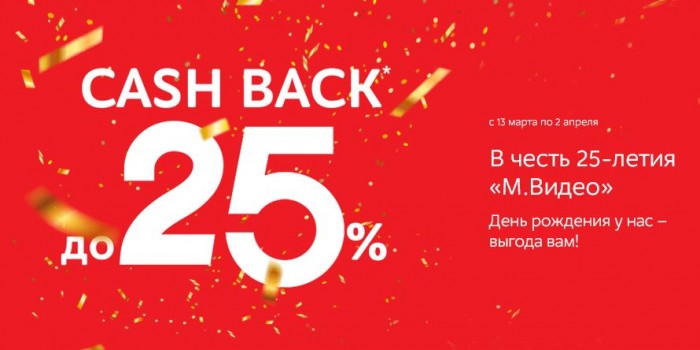 CASH BACK*
до 25%
с 13 марта по 2 апреля
В честь 25-летия
«М.Видео»
День рождения у нас –
выгода вам!